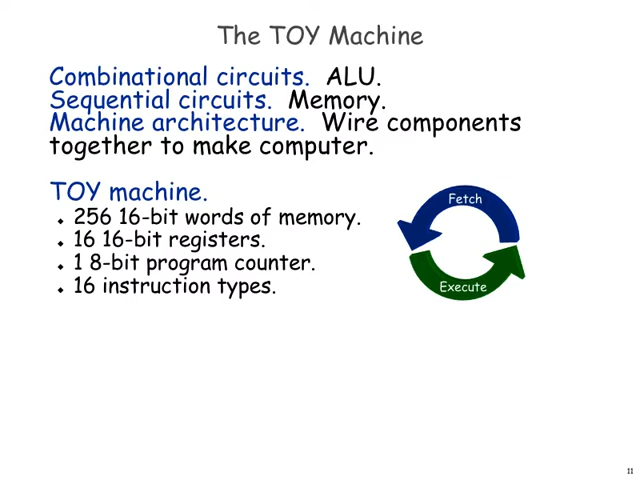 The TOY Machine
Combinational circuits. ALU.
Sequential circuits. Memory.
Machine architecture. Wire components
together to make computer.
TOY machine.
256 16-bit words of memory.
16 16-bit registers.
1 8-bit program counter.
16 instruction types.
Fetch
Execute
11